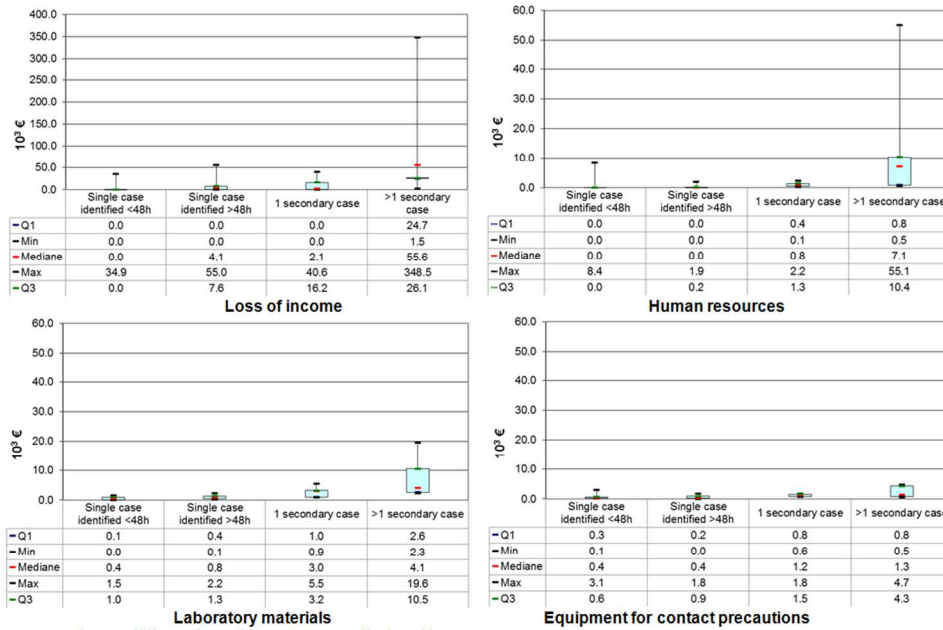 400.0
350.0
300.0
250.0
200.0
150.0
100.0
50.0
0.0
10³ €
Single case identified <48h Single case identified >48h 1 secondary case >1 secondary case
Q1 0.0 0.0 0.0 24.7
Min 0.0 0.0 0.0 1.5
Mediane 0.0 4.1 2.1 55.6
Max 34.9 55.0 40.6 348.5
Q3 0.0 7.6 16.2 26.1
Loss of income
60.0
50.0
40.0
30.0
20.0
10.0
0.0
10³ €
Single case identified <48h Single case identified >48h 1 secondary case >1 secondary case
Q1 0.0 0.0 0.4 0.8
Min 0.0 0.0 0.1 0.5
Mediane 0.0 0.0 0.8 7.1
Max 8.4 1.9 2.2 55.1
Q3 0.0 0.2 1.3 10.4
Human resources
60.0
50.0
40.0
30.0
20.0
10.0
0.0
10³ €
Single case identified <48h Single case identified >48h 1 secondary case >1 secondary case
Q1 0.1 0.4 1.0 2.6
Min 0.0 0.1 0.9 2.3
Mediane 0.4 0.8 3.0 4.1
Max 1.5 2.2 5.5 19.6
Q3 1.0 1.3 3.2 10.5
Laboratory materials
60.0
50.0
40.0
30.0
20.0
10.0
0.0
10³ €
Single case identified <48h Single case identified >48h 1 secondary case >1 secondary case
Q1 0.3 0.2 0.8 0.8
Min 0.1 0.0 0.6 0.5
Mediane 0.4 0.4 1.2 1.3
Max 3.1 1.8 1.8 4.7
Q3 0.6 0.9 1.5 4.3
Equipment for contact precautions